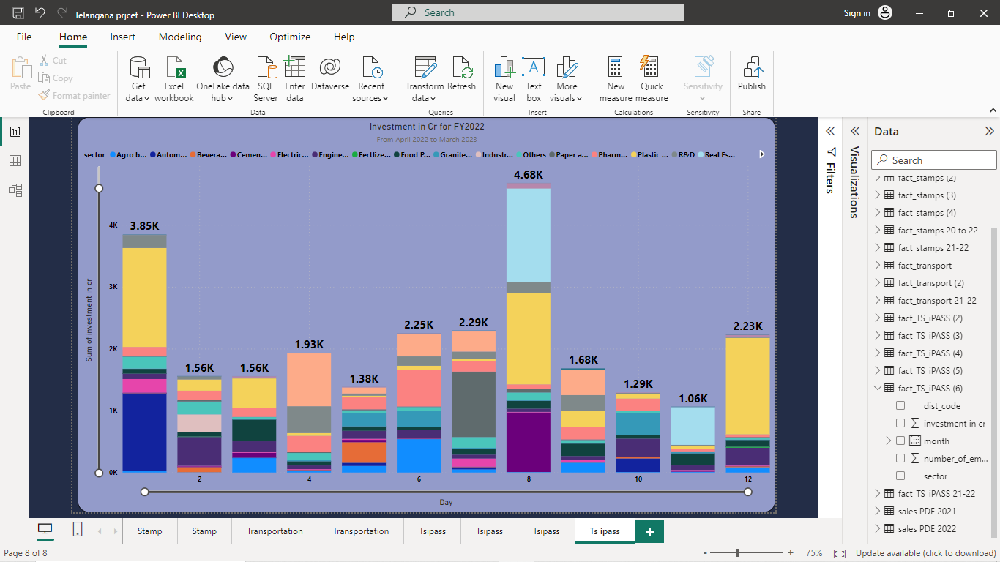 Telangana prjcet - Power BI Desktop
Search
Sign in
File
Home
Insert
Modeling
View
Optimize
Help
Paste
Cut
Copy
Format painter
Clipboard
Get data
Excel workbook
OneLake data hub
SQL Server
Enter data
Dataverse
Recent sources
Data
Transform data
Refresh
Queries
New visual
Text box
More visuals
Insert
New measure
Quick measure
Calculations
Sensitivity
Sensitivity
Publish
Share
Investment in Cr for FY2022
From April 2022 to March 2023
sector Agro b... Autom... Bevera... Cemen... Electric... Engine... Fertlize... Food P... Granite... Industr... Others Paper a... Pharm... Plastic ... R&D Real Es...
Sum of investment in cr
4K
3K
2K
1K
0K
3.85K
1.56K
1.56K
1.93K
1.38K
2.25K
2.29K
4.68K
1.68K
1.29K
1.06K
2.23K
2 4 6 8 10 12
Day
Filters
Visualizations
Data
Search
fact_stamps (2)
fact_stamps (3)
fact_stamps (4)
fact_stamps 20 to 22
fact_stamps 21-22
fact_transport
fact_transport (2)
fact_transport 21-22
fact_TS_iPASS (2)
fact_TS_iPASS (3)
fact_TS_iPASS (4)
fact_TS_iPASS (5)
fact_TS_iPASS (6)
dist_code
investment in cr
month
number_of_em...
sector
fact_TS_iPASS 21-22
sales PDE 2021
sales PDE 2022
Stamp
Stamp
Transportation
Transportation
Tsipass
Tsipass
Tsipass
Ts ipass
Page 8 of 8
- + 75%
Update available (click to download)